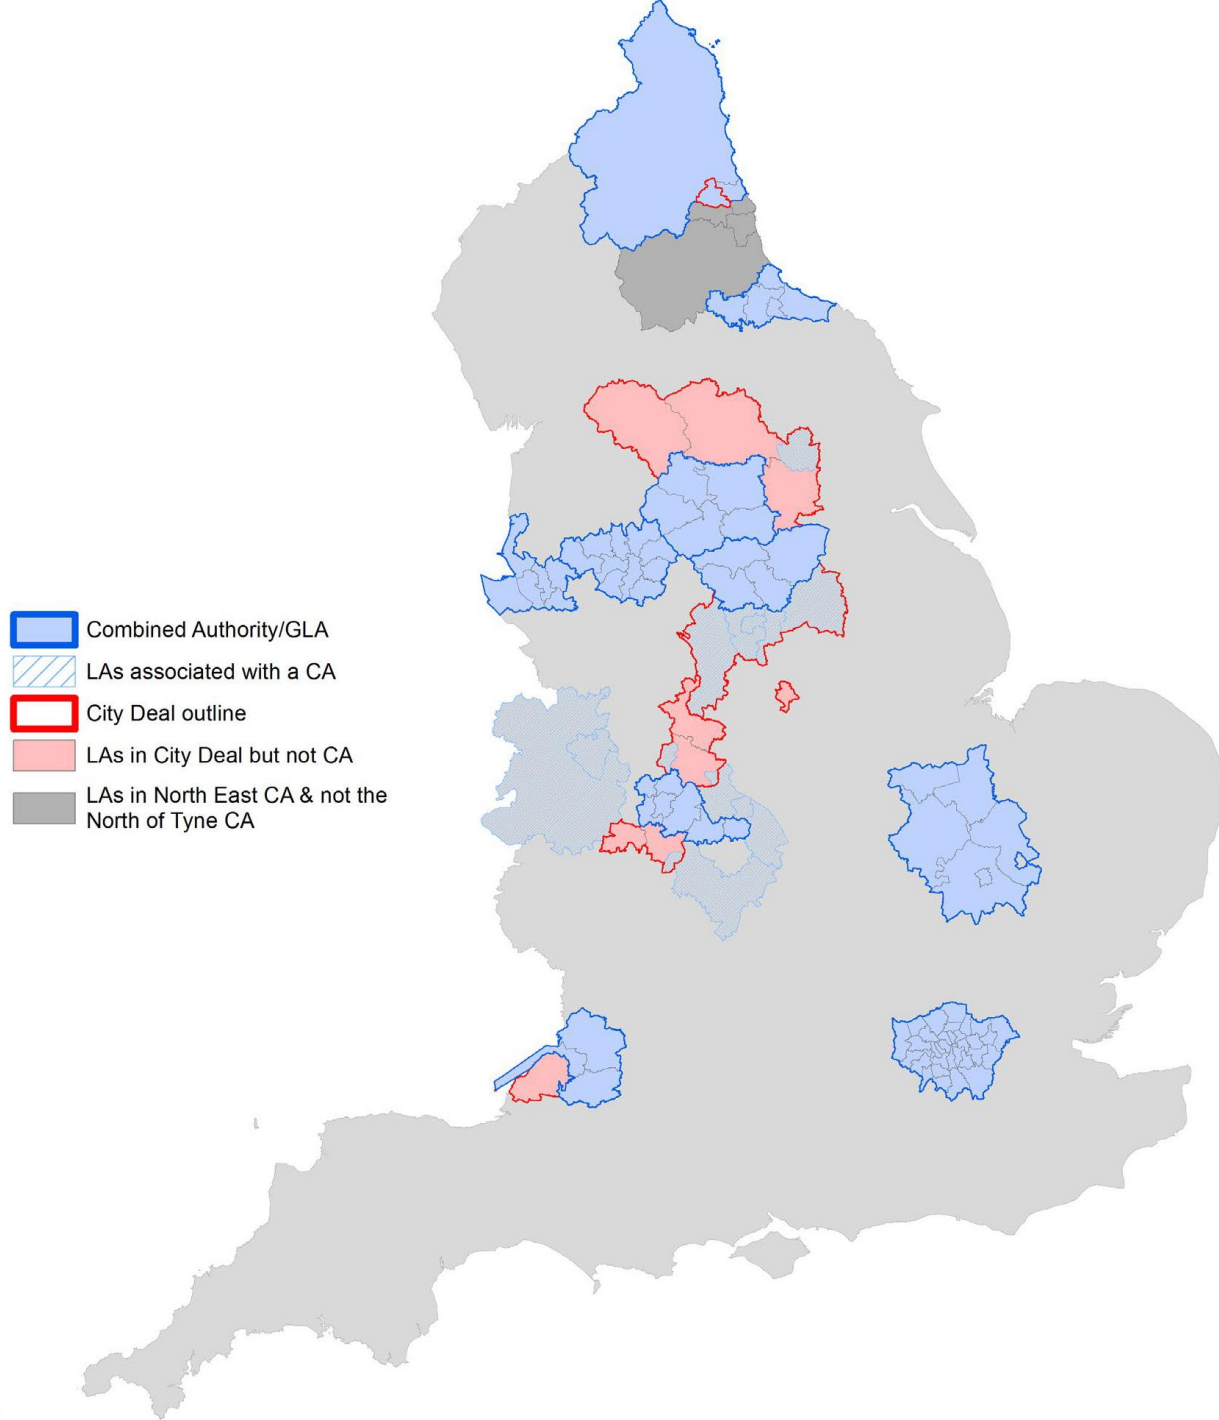 Combined Authority/GLA
LAs associated with a CA
City Deal outline
LAs in City Deal but not CA
LAs in North East CA & not the
North of Tyne CA